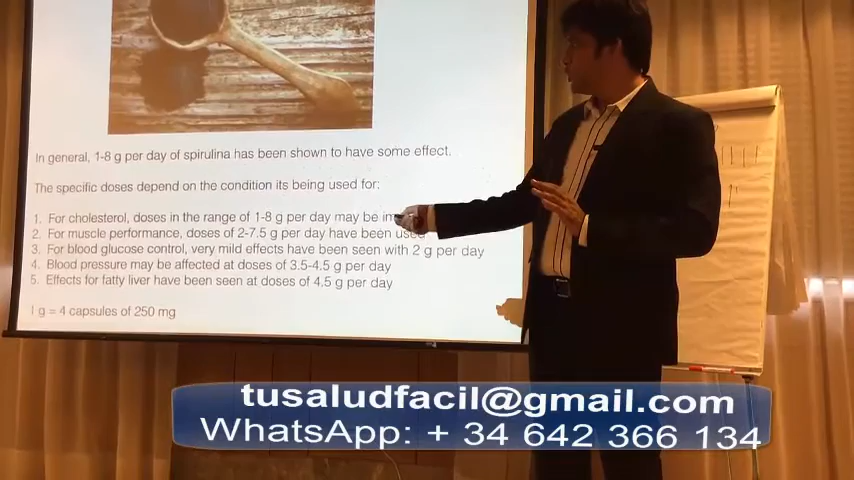 In general, 1-8 g per day of spirulina has been shown to have some effect.
The specific doses depend on the condition its being used for:
1. For cholesterol, doses in the range of 1-8 g per day may be
2. For muscle performance, doses of 2-7.5 g per day have been used
3. For blood glucose control, very mild effects have been seen with 2 g per day
4. Blood pressure may be affected at doses of 3.5-4.5 g per day
5. Effects for fatty liver have been seen at doses of 4.5 g per day
1 g = 4 capsules of 250 mg
tusaludfacil@gmail.com
WhatsApp: + 34 642 366 134